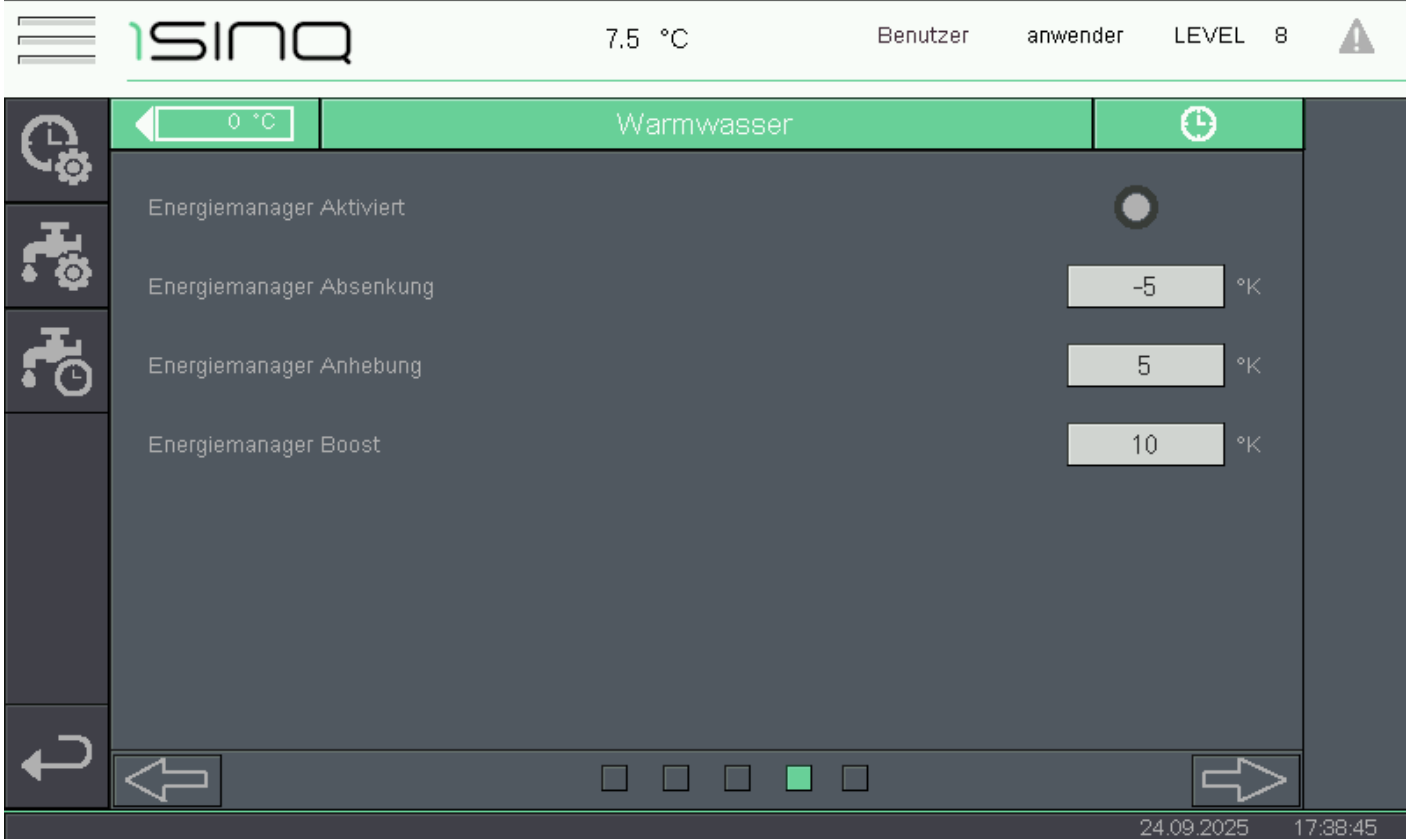 iSINQ
7.5 °C Benutzer anwender LEVEL 8
0 °C Warmwasser
Energiemanager Aktiviert
Energiemanager Absenkung -5 °K
Energiemanager Anhebung 5 °K
Energiemanager Boost 10 °K
24.09.2025 17:38:45